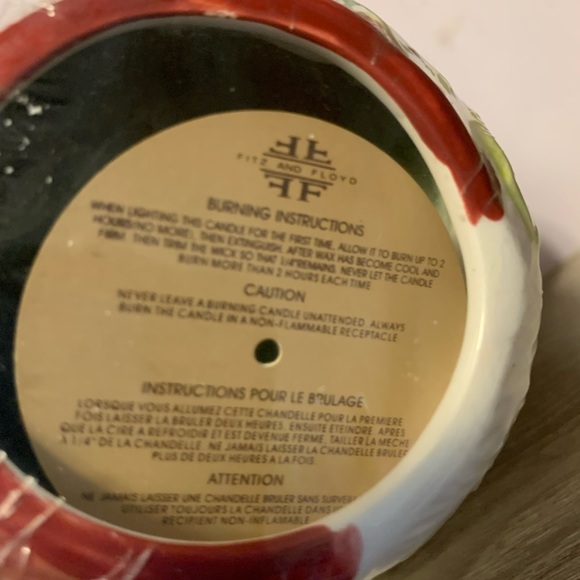 FF
FITZ AND FLOYD
FF
BURNING INSTRUCTIONS
WHEN LIGHTING THIS CANDLE FOR THE FIRST TIME, ALLOW IT TO BURN UP TO 2
HOURS(NO MORE), THEN EXTINGUISH, AFTER WAX HAS BECOME COOL AND
FIRM, THEN TRIM THE WICK SO THAT 1/4" REMAINS. NEVER LET THE CANDLE
BURN MORE THAN 2 HOURS EACH TIME
CAUTION
NEVER LEAVE A BURNING CANDLE UNATTENDED. ALWAYS
BURN THE CANDLE IN A NON-FLAMMABLE RECEPTACLE
INSTRUCTIONS POUR LE BRULAGE
LORSQUE VOUS ALLUMEZ CETTE CHANDELLE POUR LA PREMIERE
FOIS LAISSER LA BRULER DEUX HEURES, ENSUITE ETEINDRE, APRES
QUE LA CIRE A REFROIDIR ET EST DEVENUE FERME, TAILLER LA MECHE
A 1/4" DE LA CHANDELLE. NE JAMAIS LAISSER LA CHANDELLE BRULER
PLUS DE DEUX HEURES A LA FOIS.
ATTENTION
NE JAMAIS LAISSER UNE CHANDELLE BRULER SANS
UTILISER TOUJOURS LA CHANDELLE DANS
RECIPIENT NON-INFLAMABLE